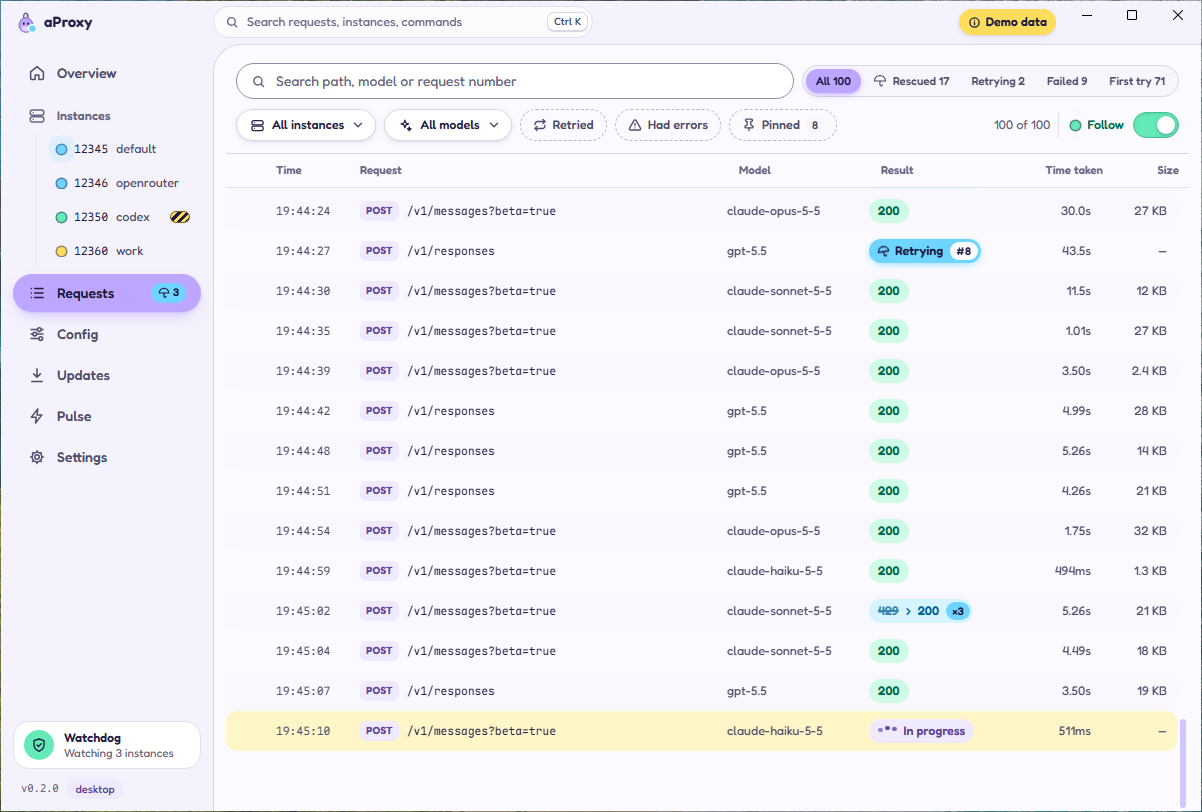 aProxy
Search requests, instances, commands
Ctrl K
Demo data
Overview
Instances
12345 default
12346 openrouter
12350 codex
12360 work
Requests 3
Config
Updates
Pulse
Settings
Watchdog
Watching 3 instances
v0.2.0 desktop
Search path, model or request number
All 100 Rescued 17 Retrying 2 Failed 9 First try 71
All instances All models Retried Had errors Pinned 8 100 of 100 Follow
Time Request Model Result Time taken Size
19:44:24 POST /v1/messages?beta=true claude-opus-5-5 200 30.0s 27 KB
19:44:27 POST /v1/responses gpt-5.5 Retrying #8 43.5s —
19:44:30 POST /v1/messages?beta=true claude-sonnet-5-5 200 11.5s 12 KB
19:44:35 POST /v1/messages?beta=true claude-sonnet-5-5 200 1.01s 27 KB
19:44:39 POST /v1/messages?beta=true claude-opus-5-5 200 3.50s 2.4 KB
19:44:42 POST /v1/responses gpt-5.5 200 4.99s 28 KB
19:44:48 POST /v1/responses gpt-5.5 200 5.26s 14 KB
19:44:51 POST /v1/responses gpt-5.5 200 4.26s 21 KB
19:44:54 POST /v1/messages?beta=true claude-opus-5-5 200 1.75s 32 KB
19:44:59 POST /v1/messages?beta=true claude-haiku-5-5 200 494ms 1.3 KB
19:45:02 POST /v1/messages?beta=true claude-sonnet-5-5 429 > 200 ×3 5.26s 21 KB
19:45:04 POST /v1/messages?beta=true claude-sonnet-5-5 200 4.49s 18 KB
19:45:07 POST /v1/responses gpt-5.5 200 3.50s 19 KB
19:45:10 POST /v1/messages?beta=true claude-haiku-5-5 In progress 511ms —